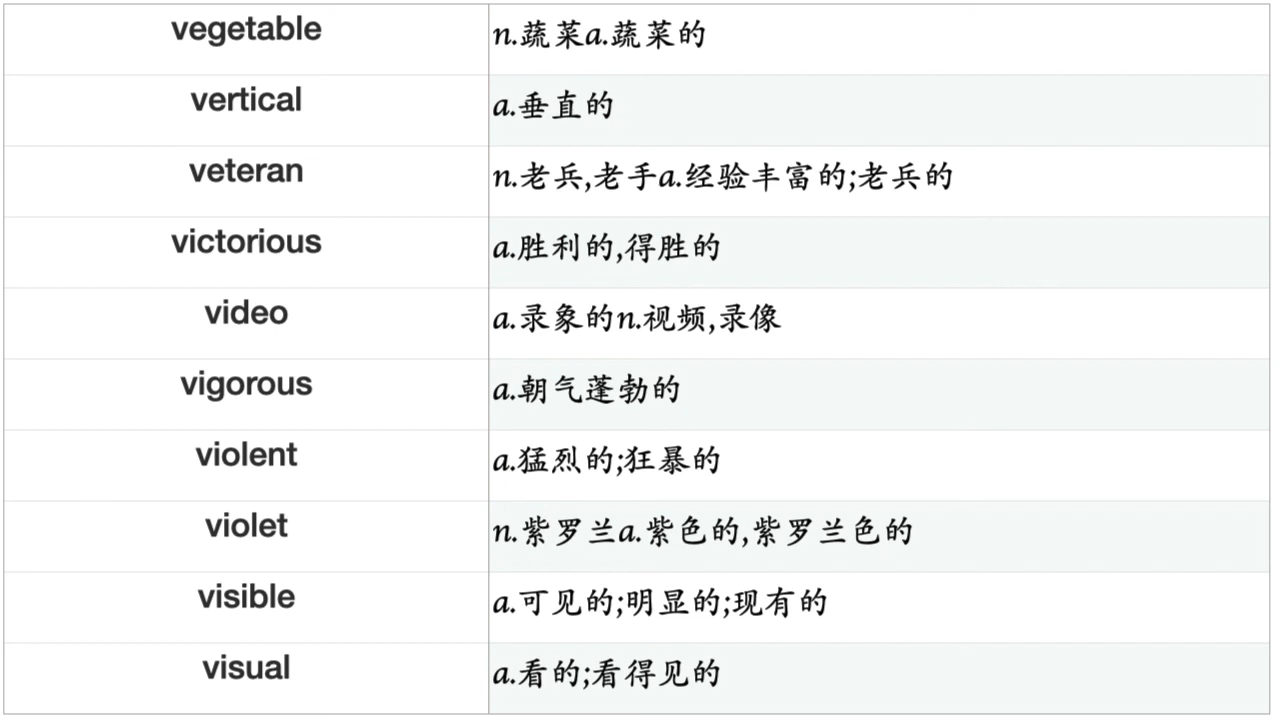 vegetable n.蔬菜a.蔬菜的
vertical a.垂直的
veteran n.老兵,老手a.经验丰富的;老兵的
victorious a.胜利的,得胜的
video a.录象的n.视频,录像
vigorous a.朝气蓬勃的
violent a.猛烈的;狂暴的
violet n.紫罗兰a.紫色的,紫罗兰色的
visible a.可见的;明显的;现有的
visual a.看的;看得见的